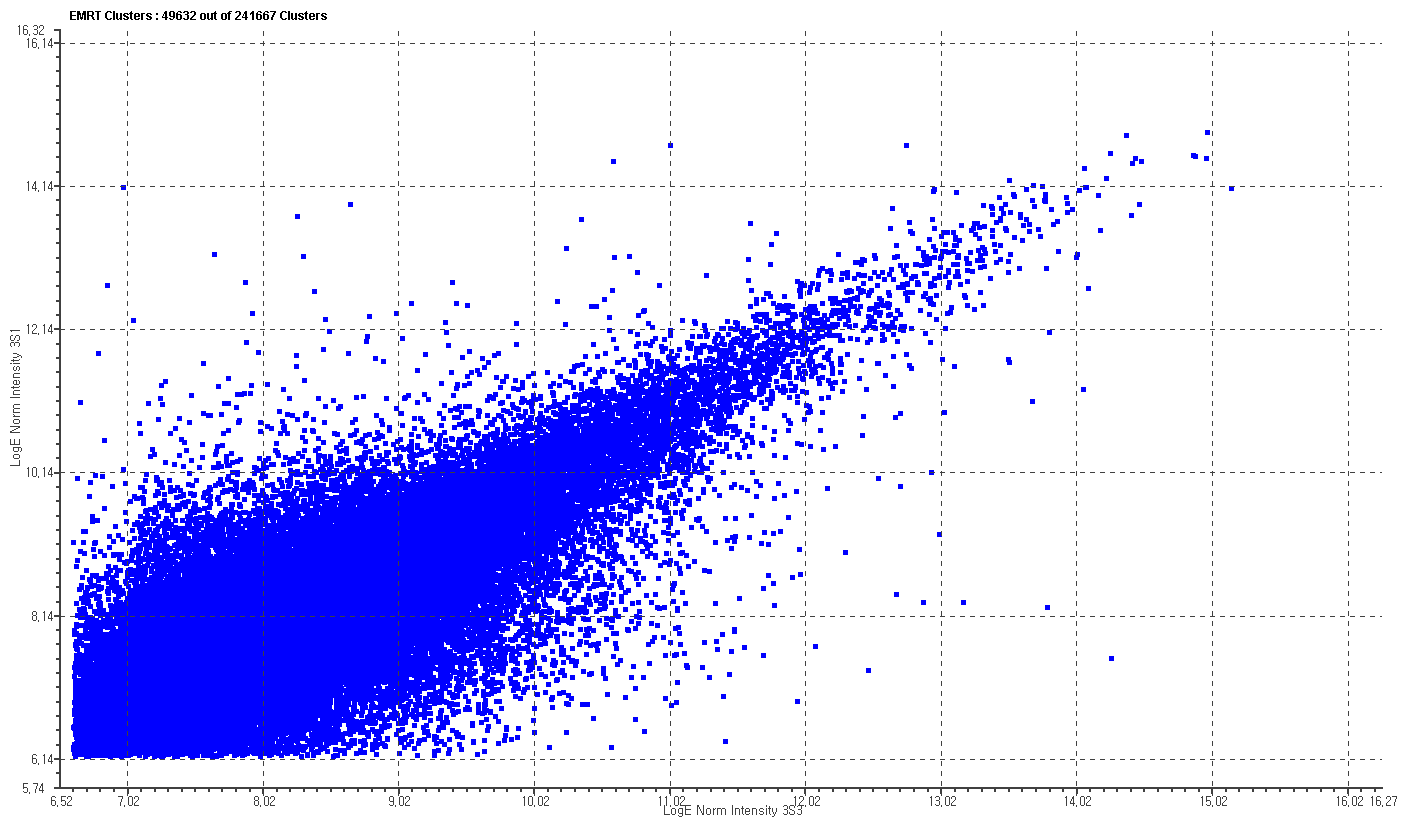 EMRT Clusters : 49632 out of 241667 Clusters
16,32
16,14
14,14
12,14
10,14
8,14
6,14
5,74
LogE Norm Intensity 3S1
6,52 7,02 8,02 9,02 10,02 11,02 12,02 13,02 14,02 15,02 16,02 16,27
LogE Norm Intensity 3S3